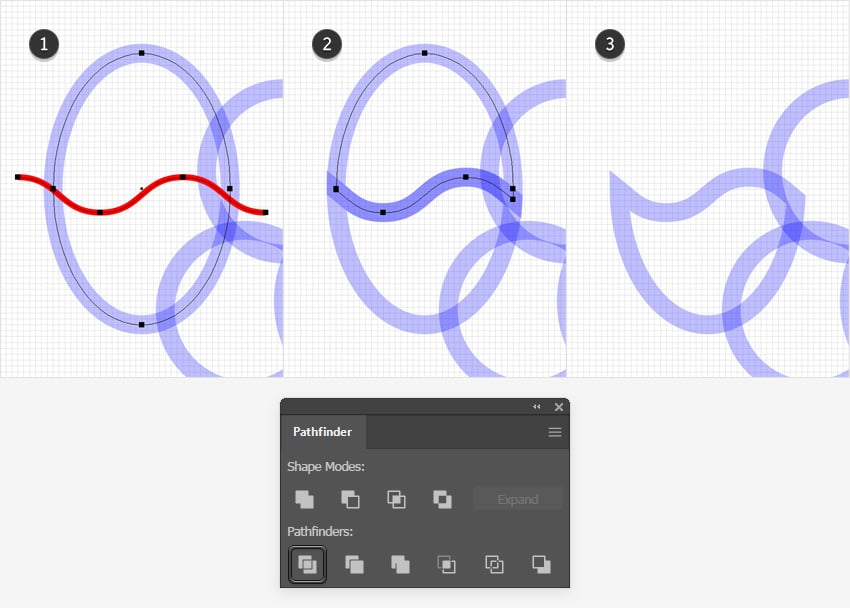 1 2 3
Pathfinder
Shape Modes:
Expand
Pathfinders: